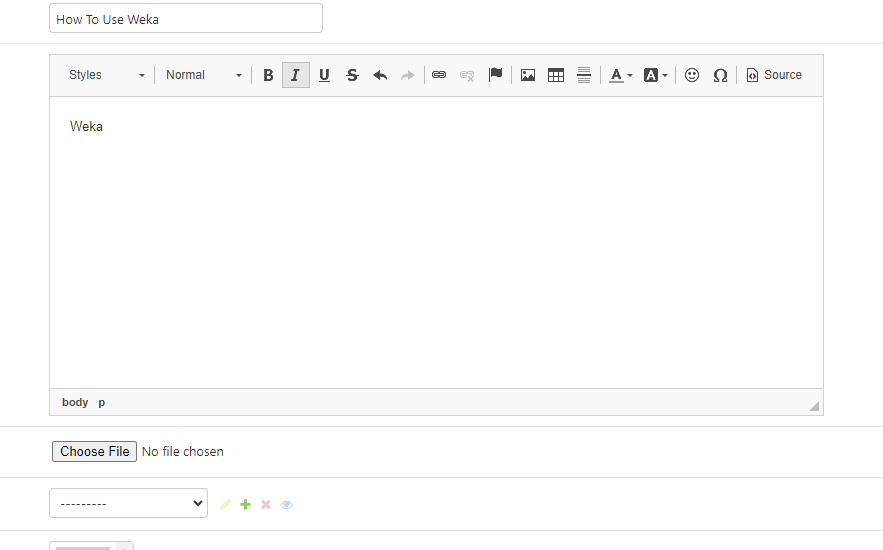 How To Use Weka
Styles Normal B I U S A A Ω Source
Weka
body p
Choose File No file chosen
---------